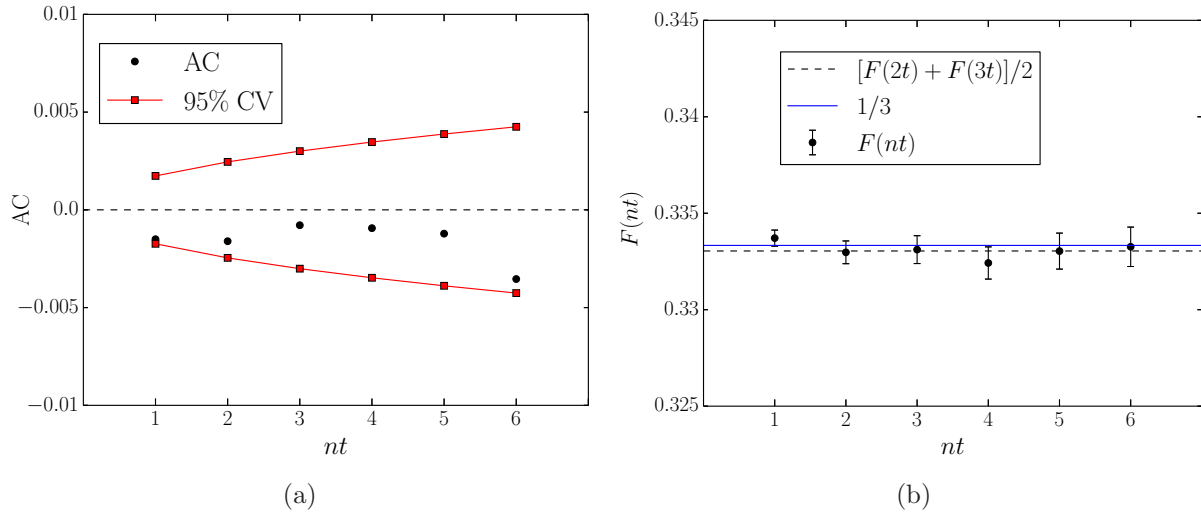 0.01
0.005
0.0
−0.005
−0.01
AC
AC
95% CV
1 2 3 4 5 6
nt
(a)
0.345
0.34
0.335
0.33
0.325
F(nt)
[F(2t) + F(3t)]/2
1/3
F(nt)
1 2 3 4 5 6
nt
(b)